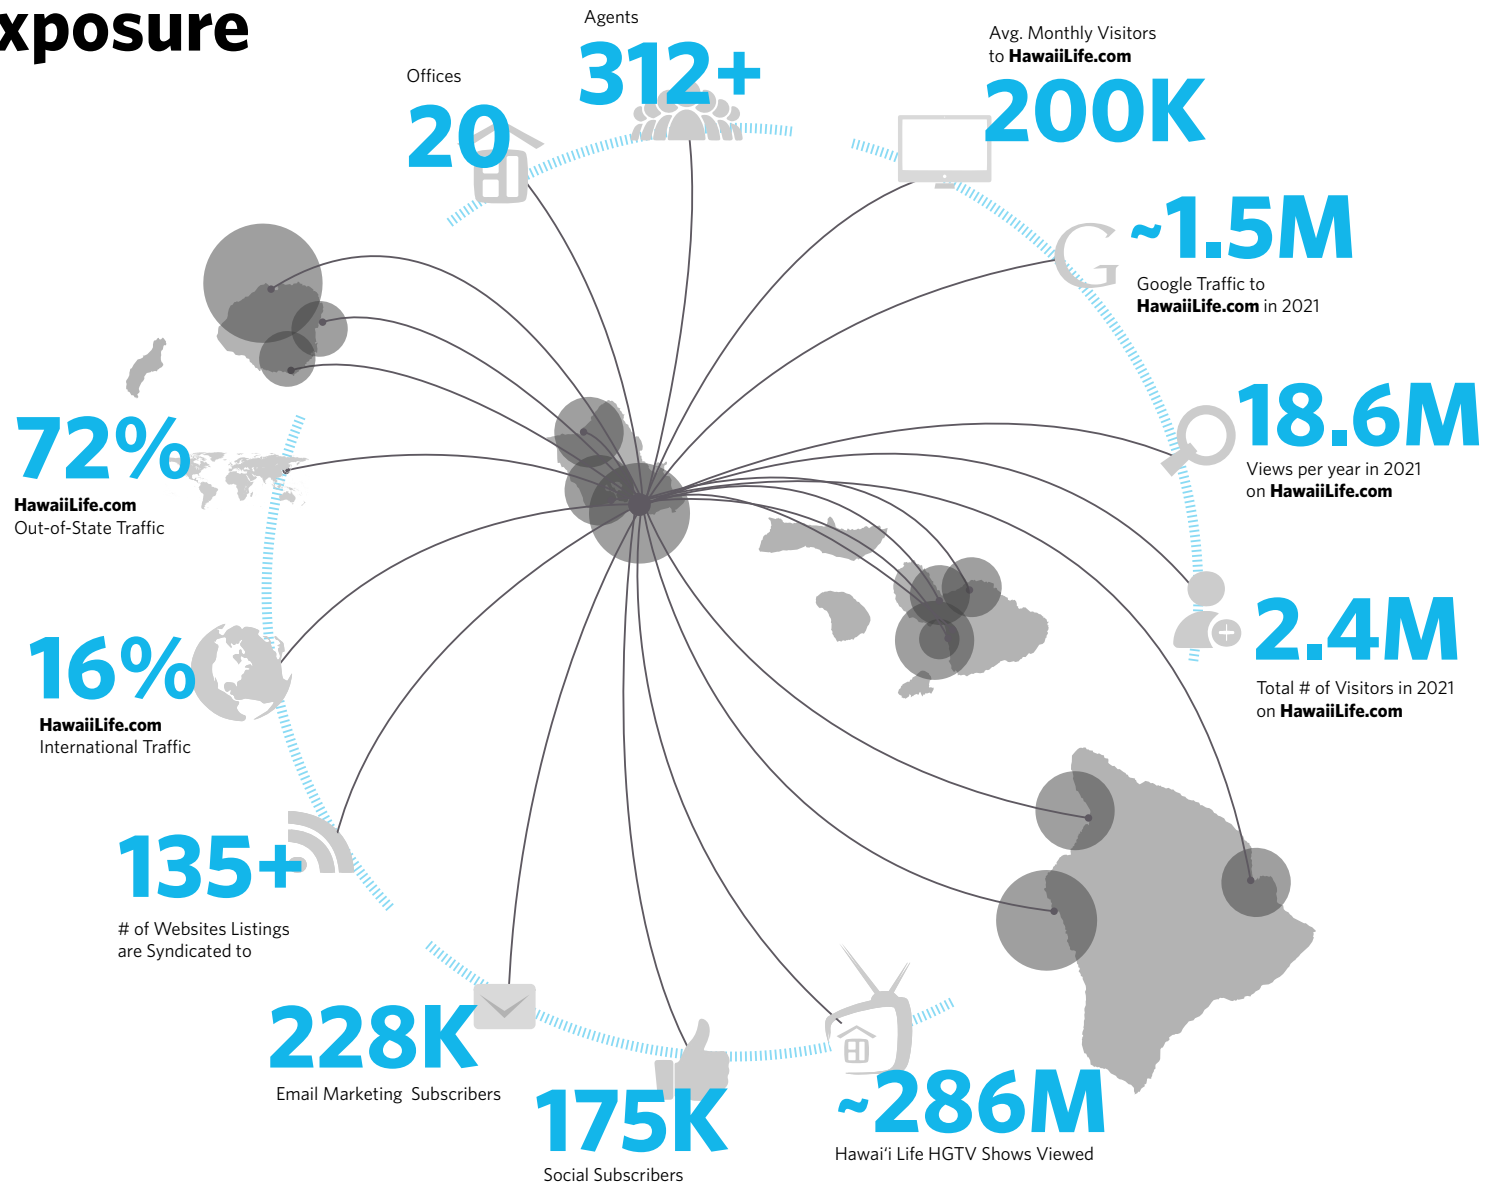 xposure
Offices
20
Agents
312+
Avg. Monthly Visitors
to HawaiiLife.com
200K
~1.5M
Google Traffic to
HawaiiLife.com in 2021
18.6M
Views per year in 2021
on HawaiiLife.com
2.4M
Total # of Visitors in 2021
on HawaiiLife.com
72%
HawaiiLife.com
Out-of-State Traffic
16%
HawaiiLife.com
International Traffic
135+
# of Websites Listings
are Syndicated to
228K
Email Marketing Subscribers
175K
Social Subscribers
~286M
Hawai‘i Life HGTV Shows Viewed